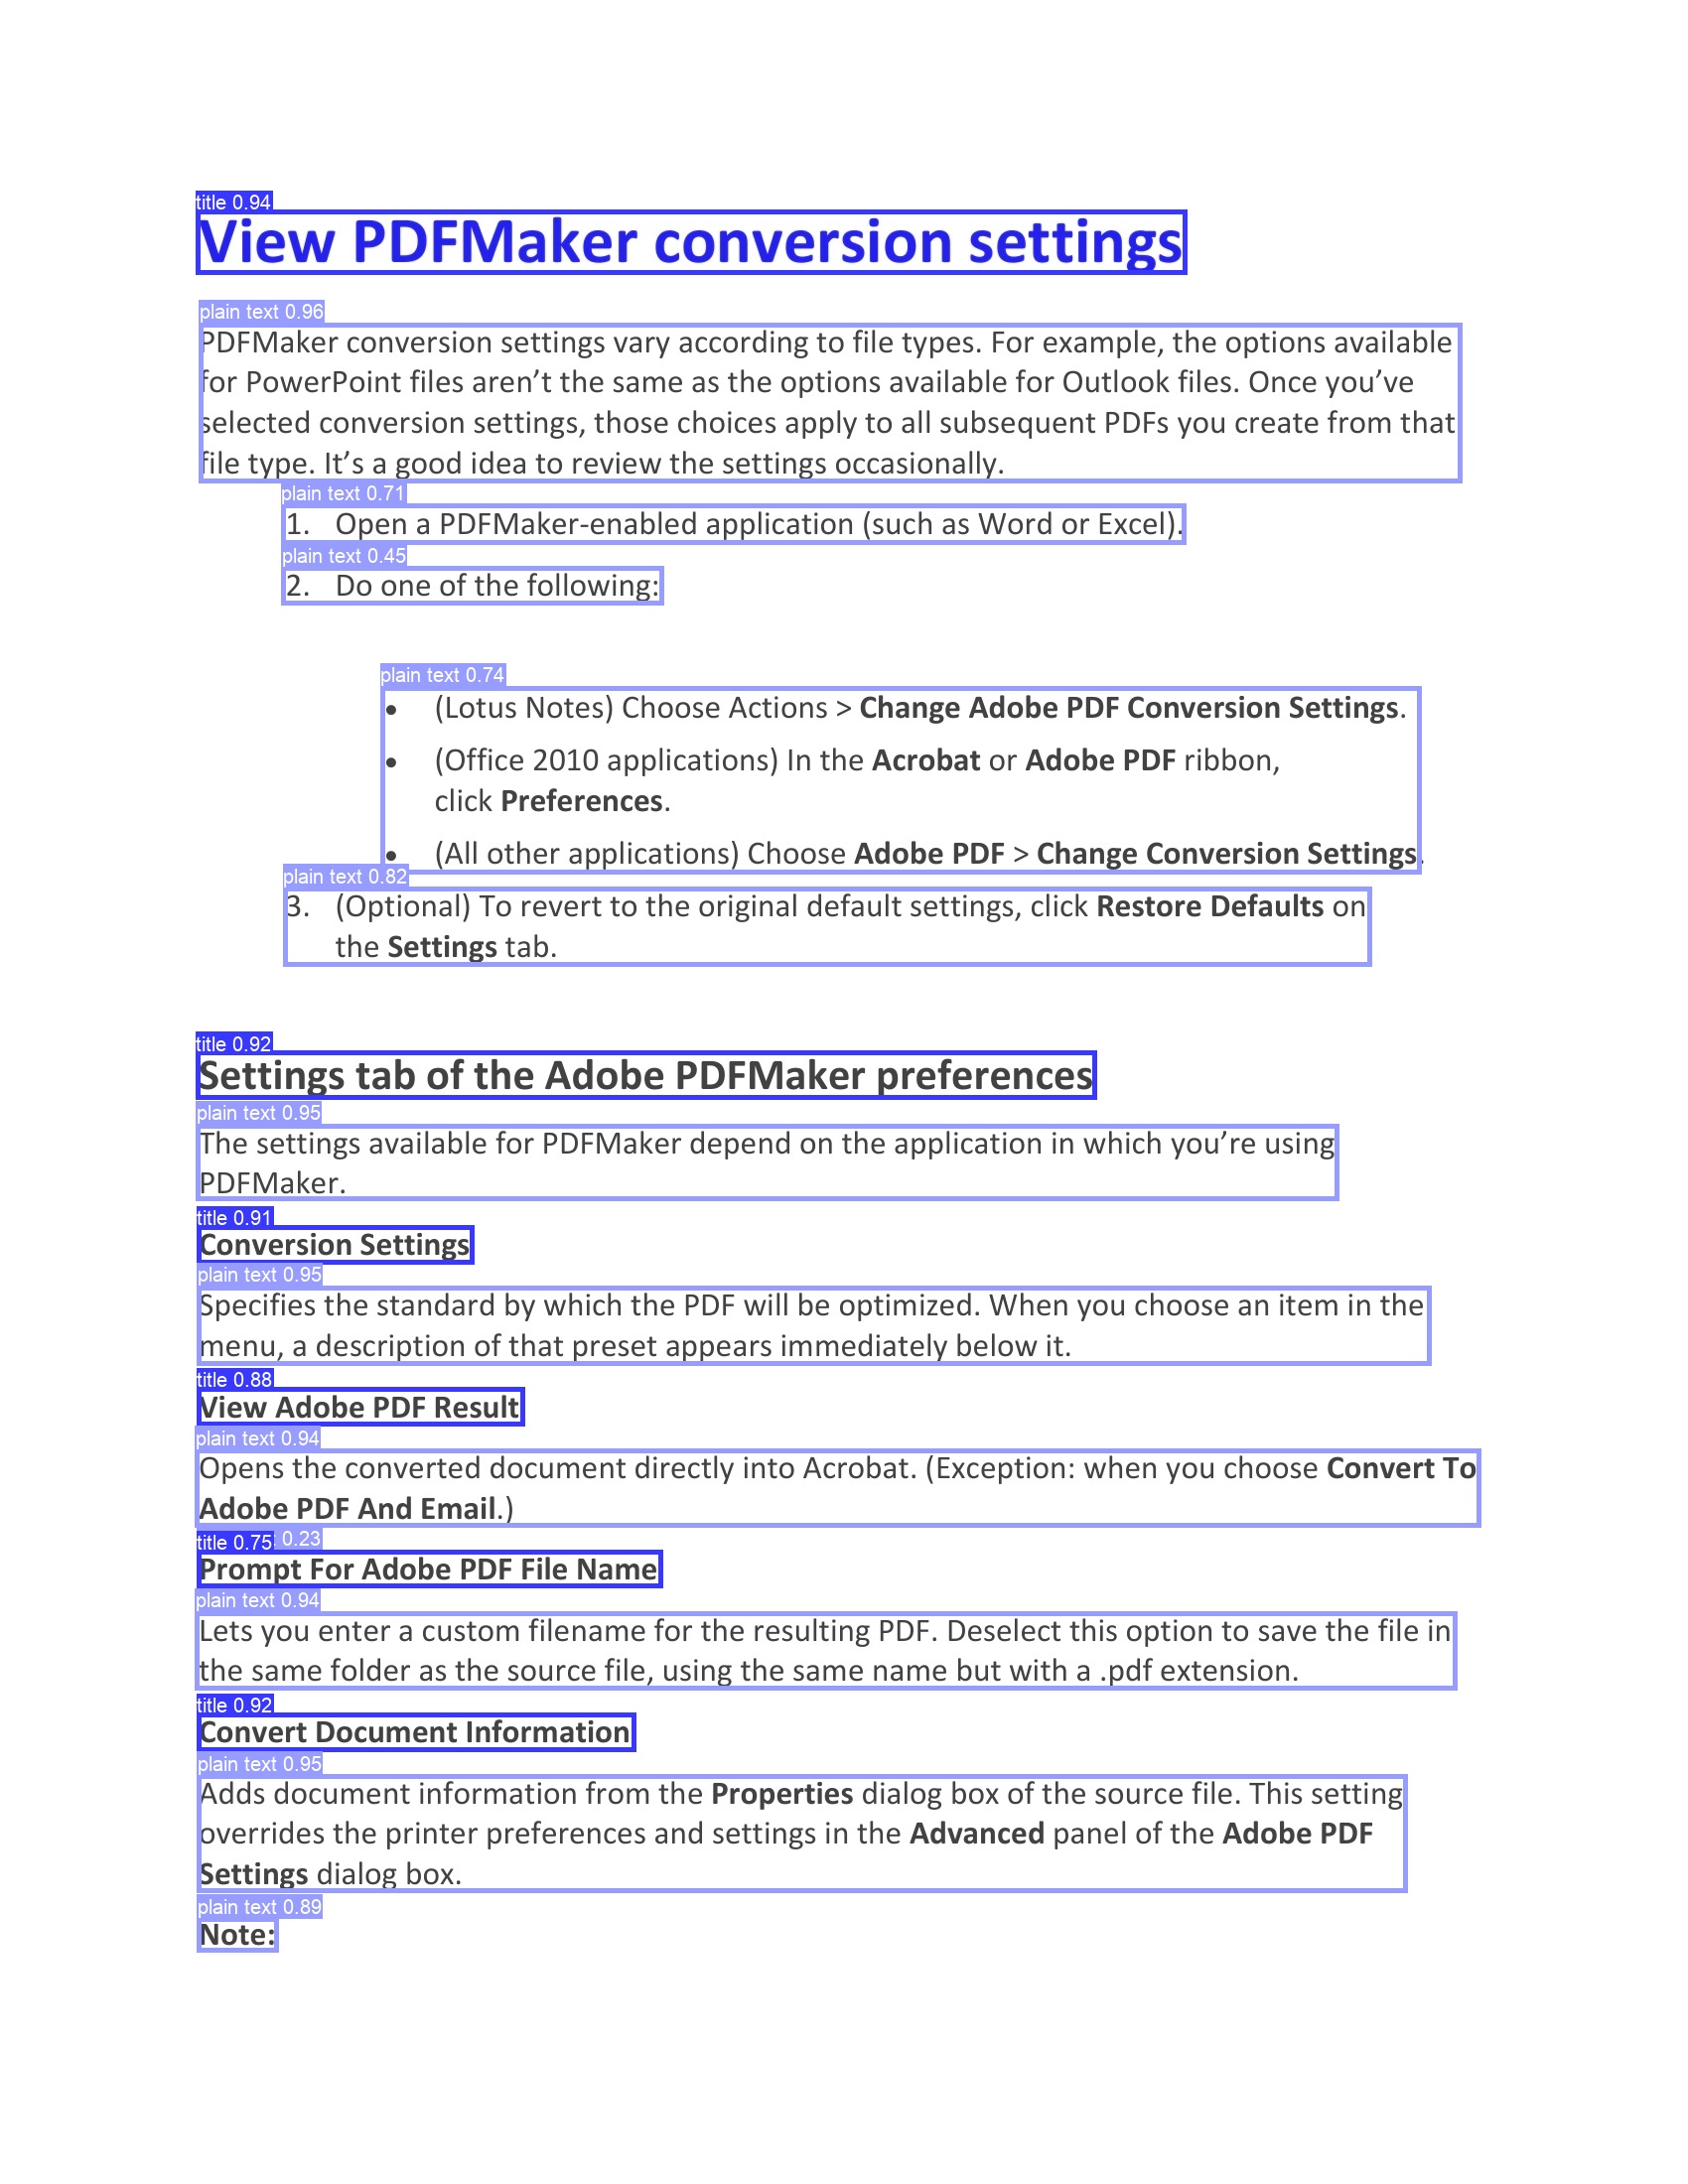 title 0.94
View PDFMaker conversion settings
plain text 0.96
PDFMaker conversion settings vary according to file types. For example, the options available
for PowerPoint files aren’t the same as the options available for Outlook files. Once you’ve
selected conversion settings, those choices apply to all subsequent PDFs you create from that
file type. It’s a good idea to review the settings occasionally.
plain text 0.71
1. Open a PDFMaker-enabled application (such as Word or Excel).
plain text 0.45
2. Do one of the following:
plain text 0.74
• (Lotus Notes) Choose Actions > Change Adobe PDF Conversion Settings.
• (Office 2010 applications) In the Acrobat or Adobe PDF ribbon,
click Preferences.
• (All other applications) Choose Adobe PDF > Change Conversion Settings.
plain text 0.82
3. (Optional) To revert to the original default settings, click Restore Defaults on
the Settings tab.
title 0.92
Settings tab of the Adobe PDFMaker preferences
plain text 0.95
The settings available for PDFMaker depend on the application in which you’re using
PDFMaker.
title 0.91
Conversion Settings
plain text 0.95
Specifies the standard by which the PDF will be optimized. When you choose an item in the
menu, a description of that preset appears immediately below it.
title 0.88
View Adobe PDF Result
plain text 0.94
Opens the converted document directly into Acrobat. (Exception: when you choose Convert To
Adobe PDF And Email.)
title 0.75 0.23
Prompt For Adobe PDF File Name
plain text 0.94
Lets you enter a custom filename for the resulting PDF. Deselect this option to save the file in
the same folder as the source file, using the same name but with a .pdf extension.
title 0.92
Convert Document Information
plain text 0.95
Adds document information from the Properties dialog box of the source file. This setting
overrides the printer preferences and settings in the Advanced panel of the Adobe PDF
Settings dialog box.
plain text 0.89
Note: